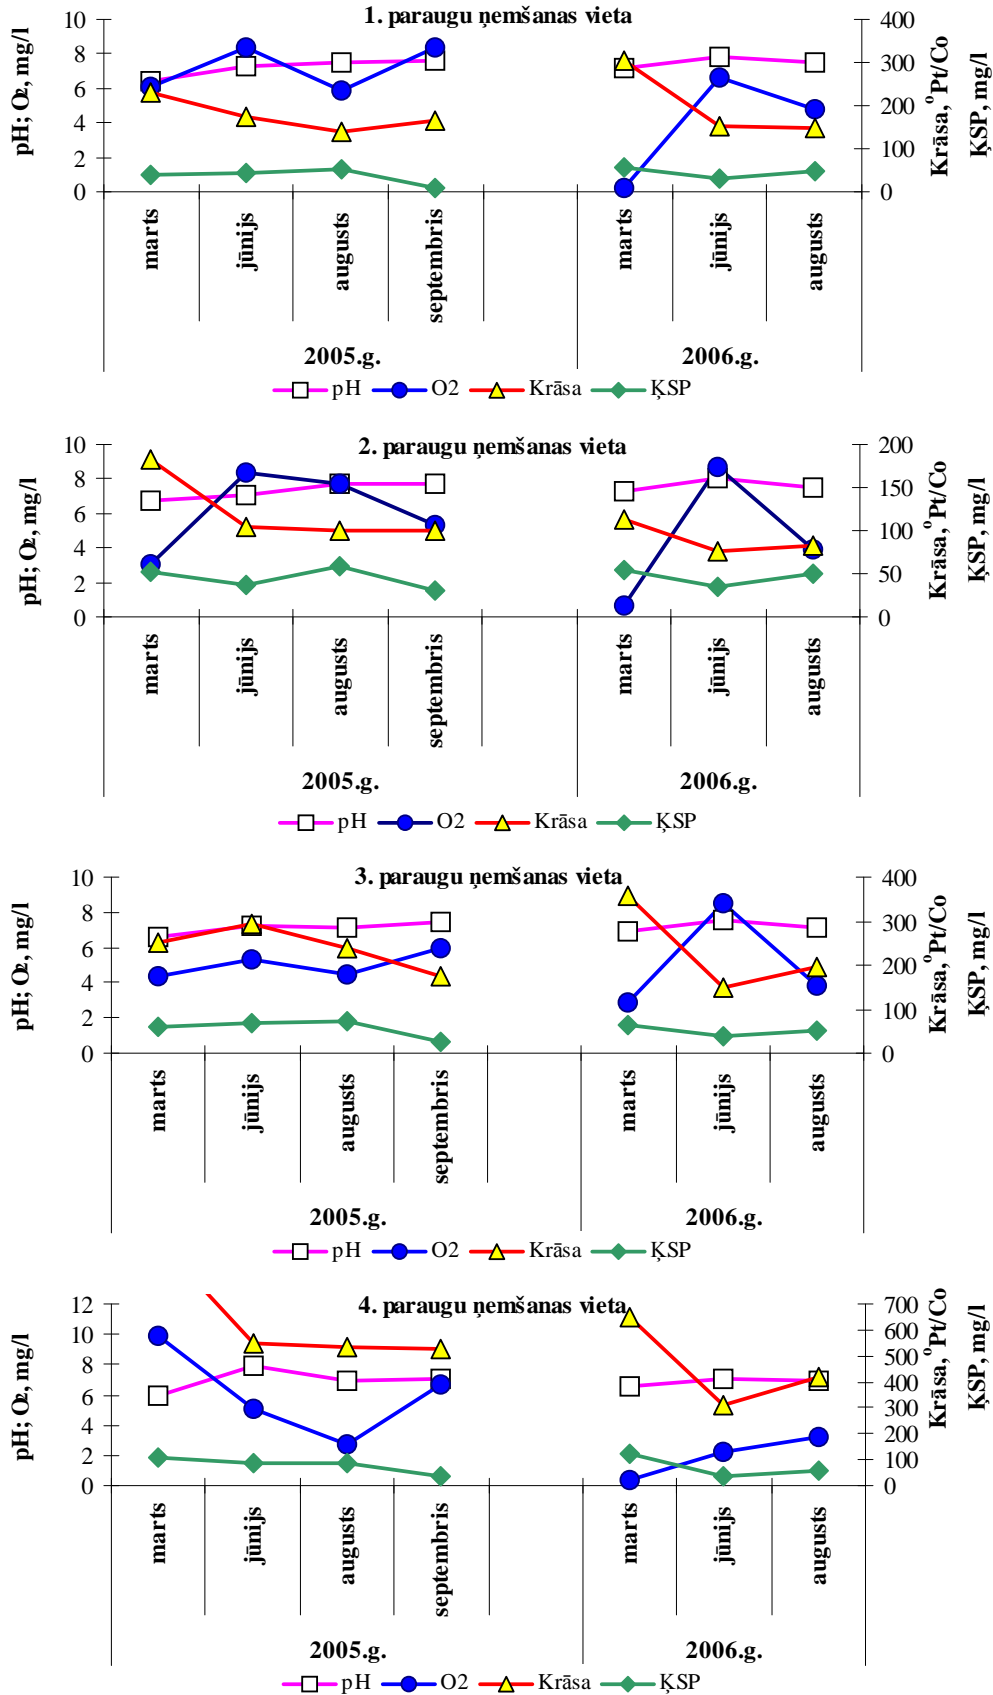 1. paraugu ņemšanas vieta
pH; O2, mg/l
10
8
6
4
2
0
400
300
200
100
0
Krāsa, °Pt/Co
ĶSP, mg/l
marts
jūnijs
augusts
septembris
marts
jūnijs
augusts
2005.g.
2006.g.
pH O2 Krāsa ĶSP
2. paraugu ņemšanas vieta
pH; O2, mg/l
10
8
6
4
2
0
200
150
100
50
0
Krāsa, °Pt/Co
ĶSP, mg/l
marts
jūnijs
augusts
septembris
marts
jūnijs
augusts
2005.g.
2006.g.
pH O2 Krāsa ĶSP
3. paraugu ņemšanas vieta
pH; O2, mg/l
10
8
6
4
2
0
400
300
200
100
0
Krāsa, °Pt/Co
ĶSP, mg/l
marts
jūnijs
augusts
septembris
marts
jūnijs
augusts
2005.g.
2006.g.
pH O2 Krāsa ĶSP
4. paraugu ņemšanas vieta
pH; O2, mg/l
12
10
8
6
4
2
0
700
600
500
400
300
200
100
0
Krāsa, °Pt/Co
ĶSP, mg/l
marts
jūnijs
augusts
septembris
marts
jūnijs
augusts
2005.g.
2006.g.
pH O2 Krāsa ĶSP